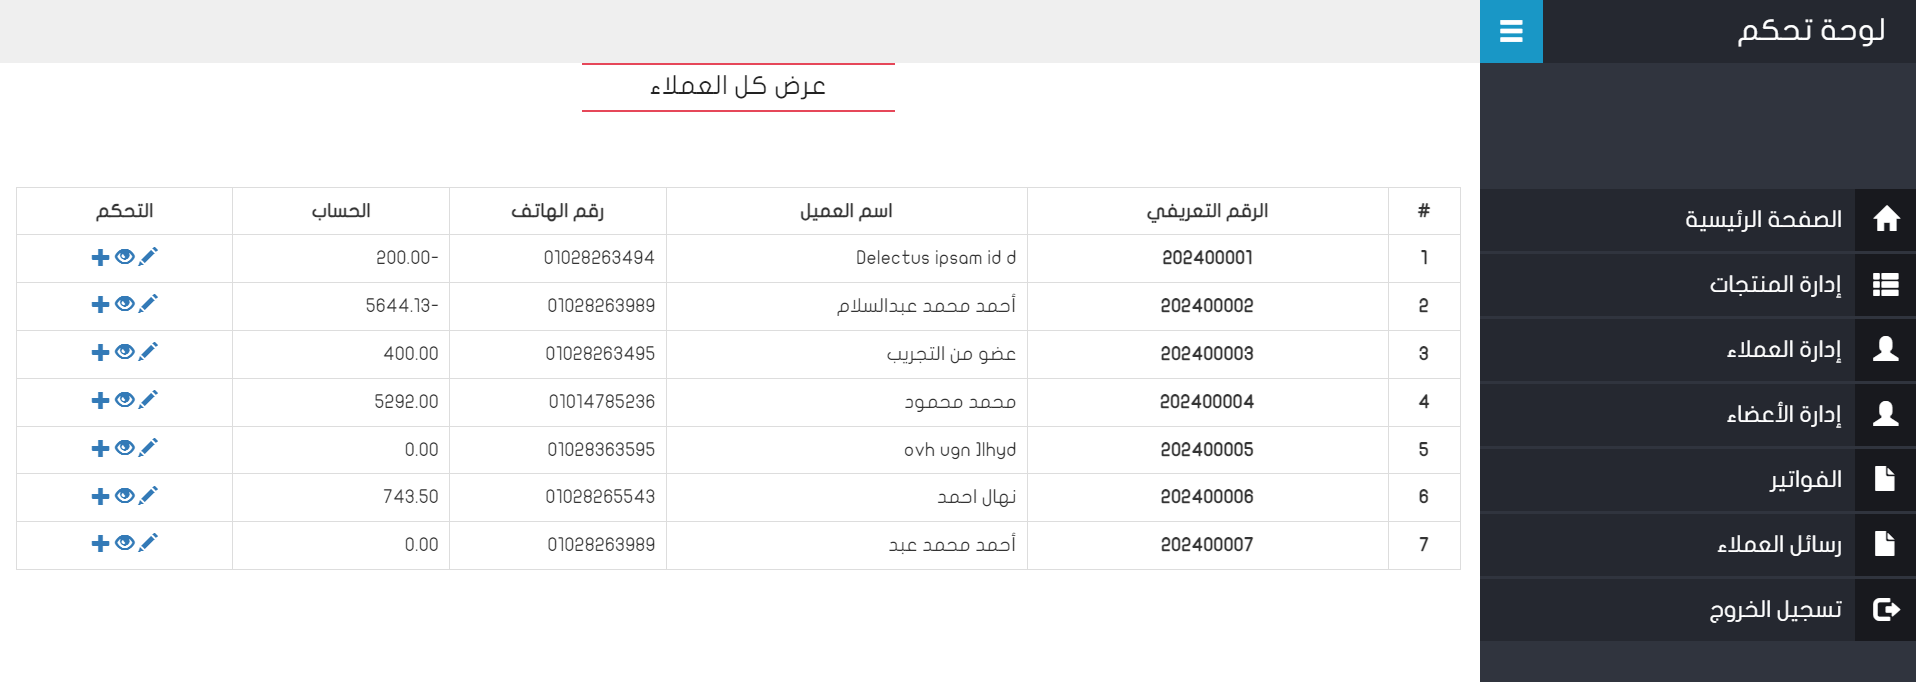 لوحة تحكم
الصفحة الرئيسية
إدارة المنتجات
إدارة العملاء
إدارة الأعضاء
الفواتير
رسائل العملاء
تسجيل الخروج
عرض كل العملاء
# الرقم التعريفي اسم العميل رقم الهاتف الحساب التحكم
1 202400001 Delectus ipsam id d 01028263494 -200.00
2 202400002 أحمد محمد عبدالسلام 01028263989 -5644.13
3 202400003 عضو من التجريب 01028263495 400.00
4 202400004 محمد محمود 01014785236 5292.00
5 202400005 ovh ugn ]lhyd 01028363595 0.00
6 202400006 نهال احمد 01028265543 743.50
7 202400007 أحمد محمد عبد 01028263989 0.00